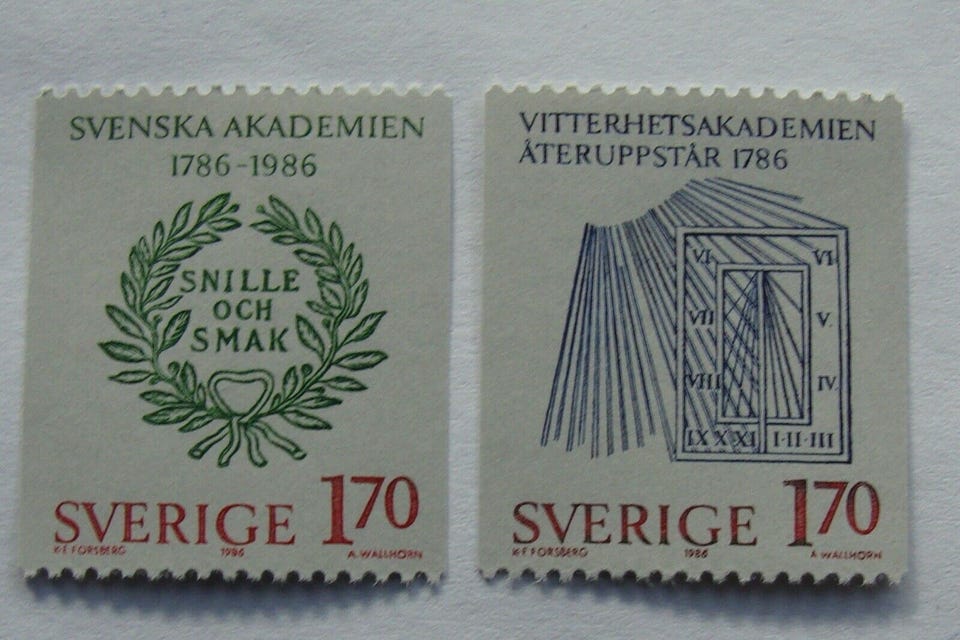 SVENSKA AKADEMIEN
1786-1986
SNILLE
OCH
SMAK
SVERIGE 170
K-E FORSBERG 1986 A. WALLHORN
VITTERHETSAKADEMIEN
ÅTERUPPSTÅR 1786
VI VI.
VII V.
VIII IV.
IX X XI I·II·III
SVERIGE 170
K-E FORSBERG 1986 A WALLHORN